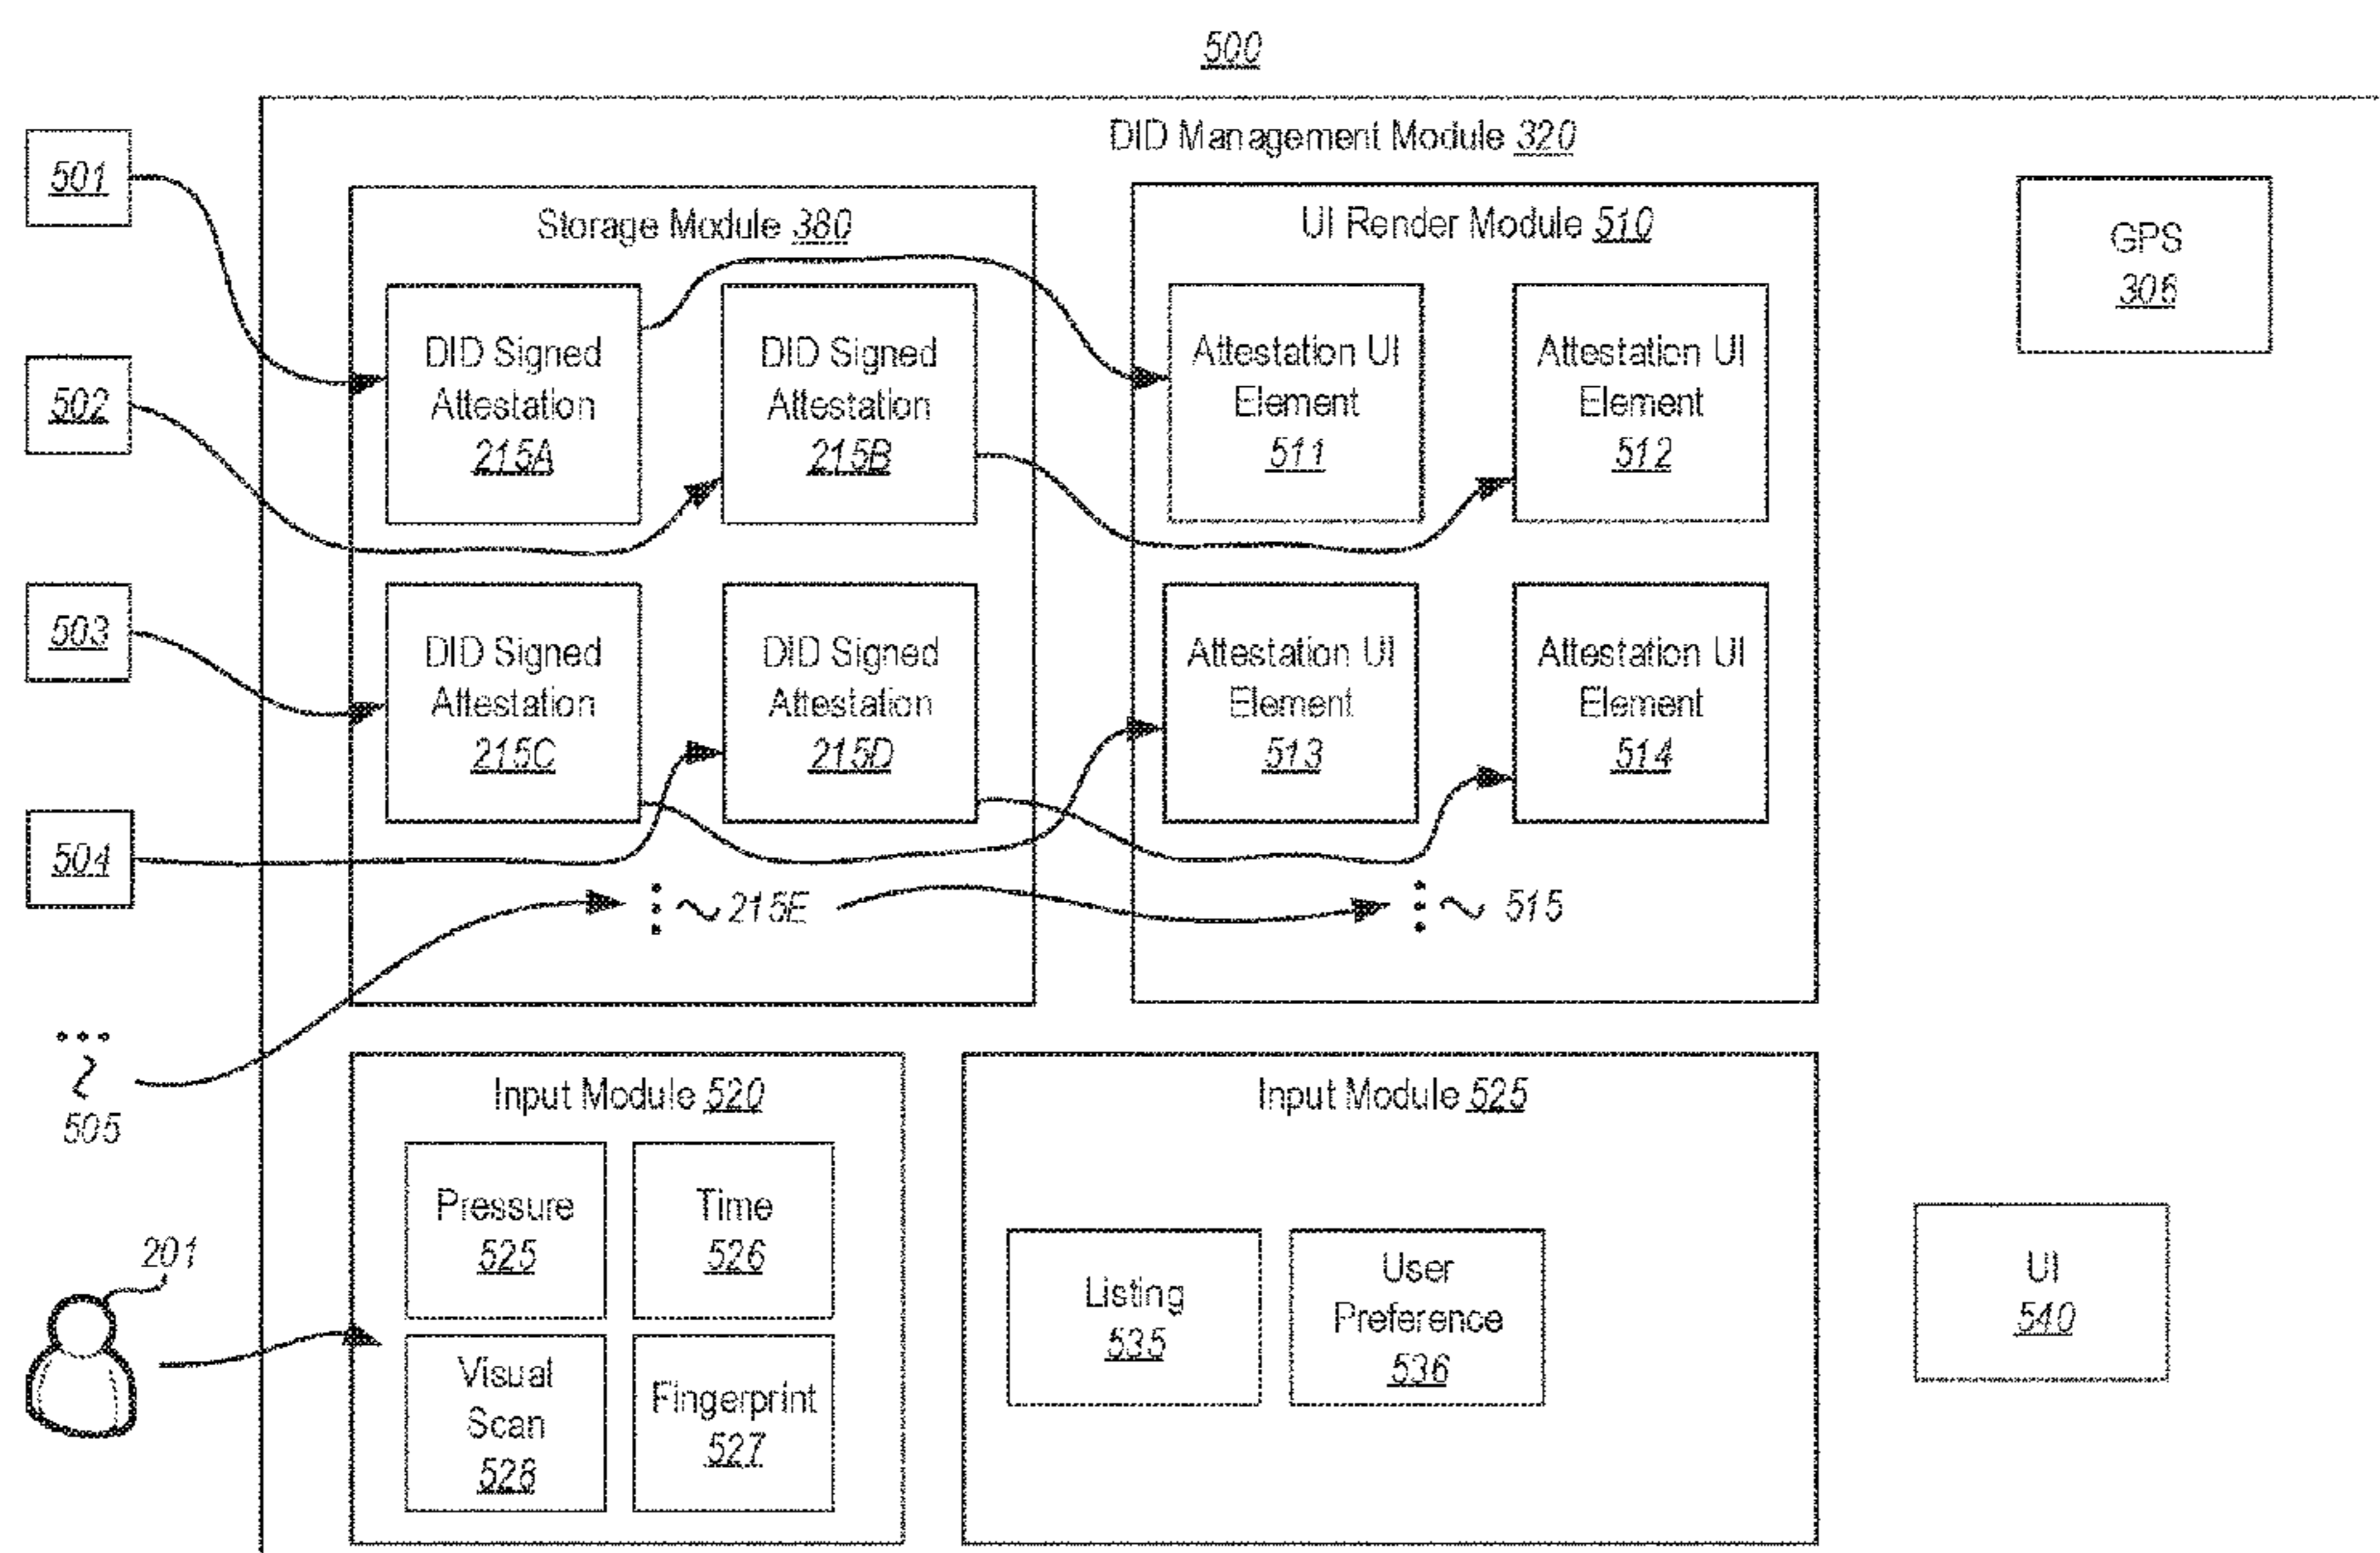 500
DID Management Module 320
501
502
503
504
505
201
Storage Module 380
DID Signed
Attestation
215A
DID Signed
Attestation
215B
DID Signed
Attestation
215C
DID Signed
Attestation
215D
215E
UI Render Module 510
Attestation UI
Element
511
Attestation UI
Element
512
Attestation UI
Element
513
Attestation UI
Element
514
515
GPS
306
Input Module 520
Pressure
525
Time
526
Visual
Scan
528
Fingerprint
527
Input Module 525
Listing
535
User
Preference
536
UI
540